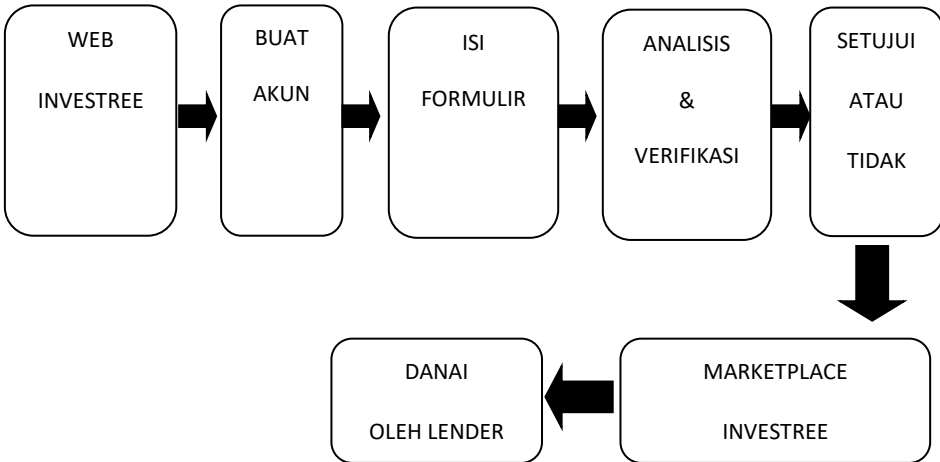 WEB
INVESTREE
BUAT
AKUN
ISI
FORMULIR
ANALISIS
&
VERIFIKASI
SETUJUI
ATAU
TIDAK
MARKETPLACE
INVESTREE
DANAI
OLEH LENDER